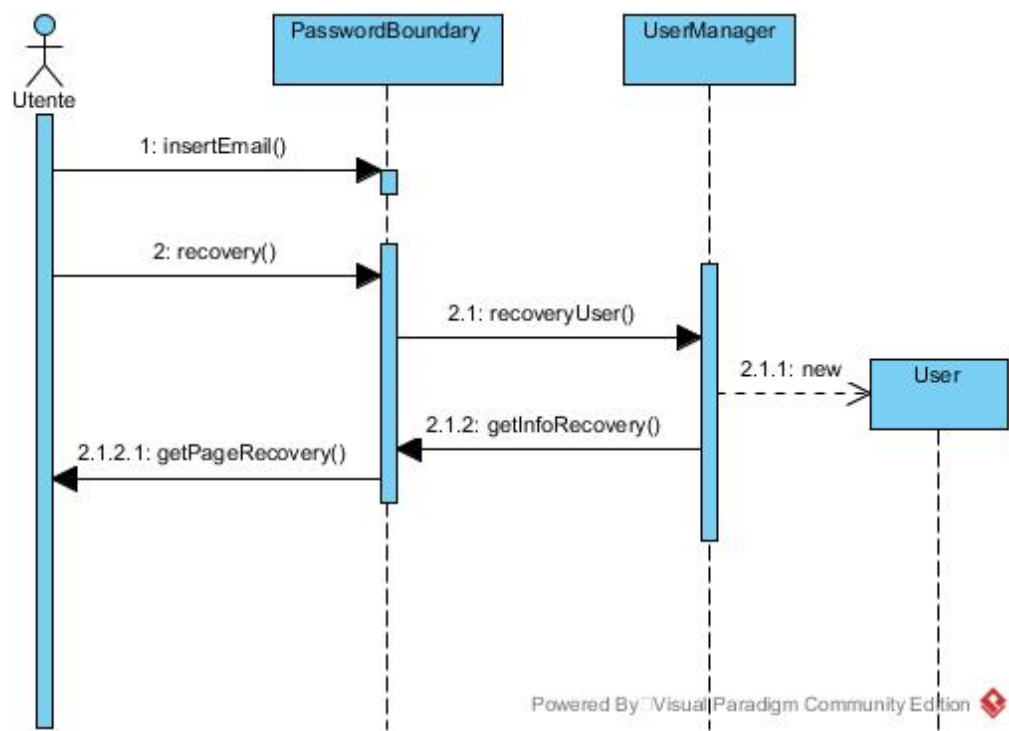 PasswordBoundary
UserManager
Utente
1: insertEmail()
2: recovery()
2.1: recoveryUser()
2.1.1: new
User
2.1.2: getInfoRecovery()
2.1.2.1: getPageRecovery()
Powered By Visual Paradigm Community Edition